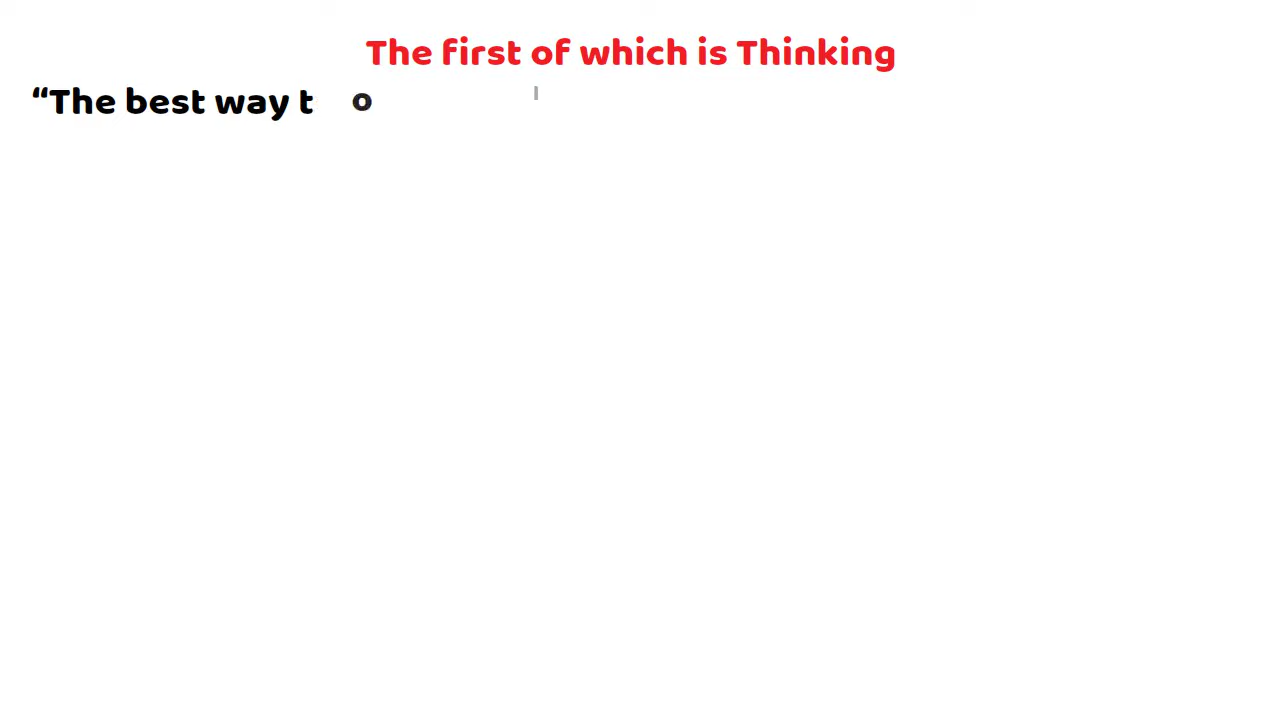 The first of which is Thinking
“The best way to